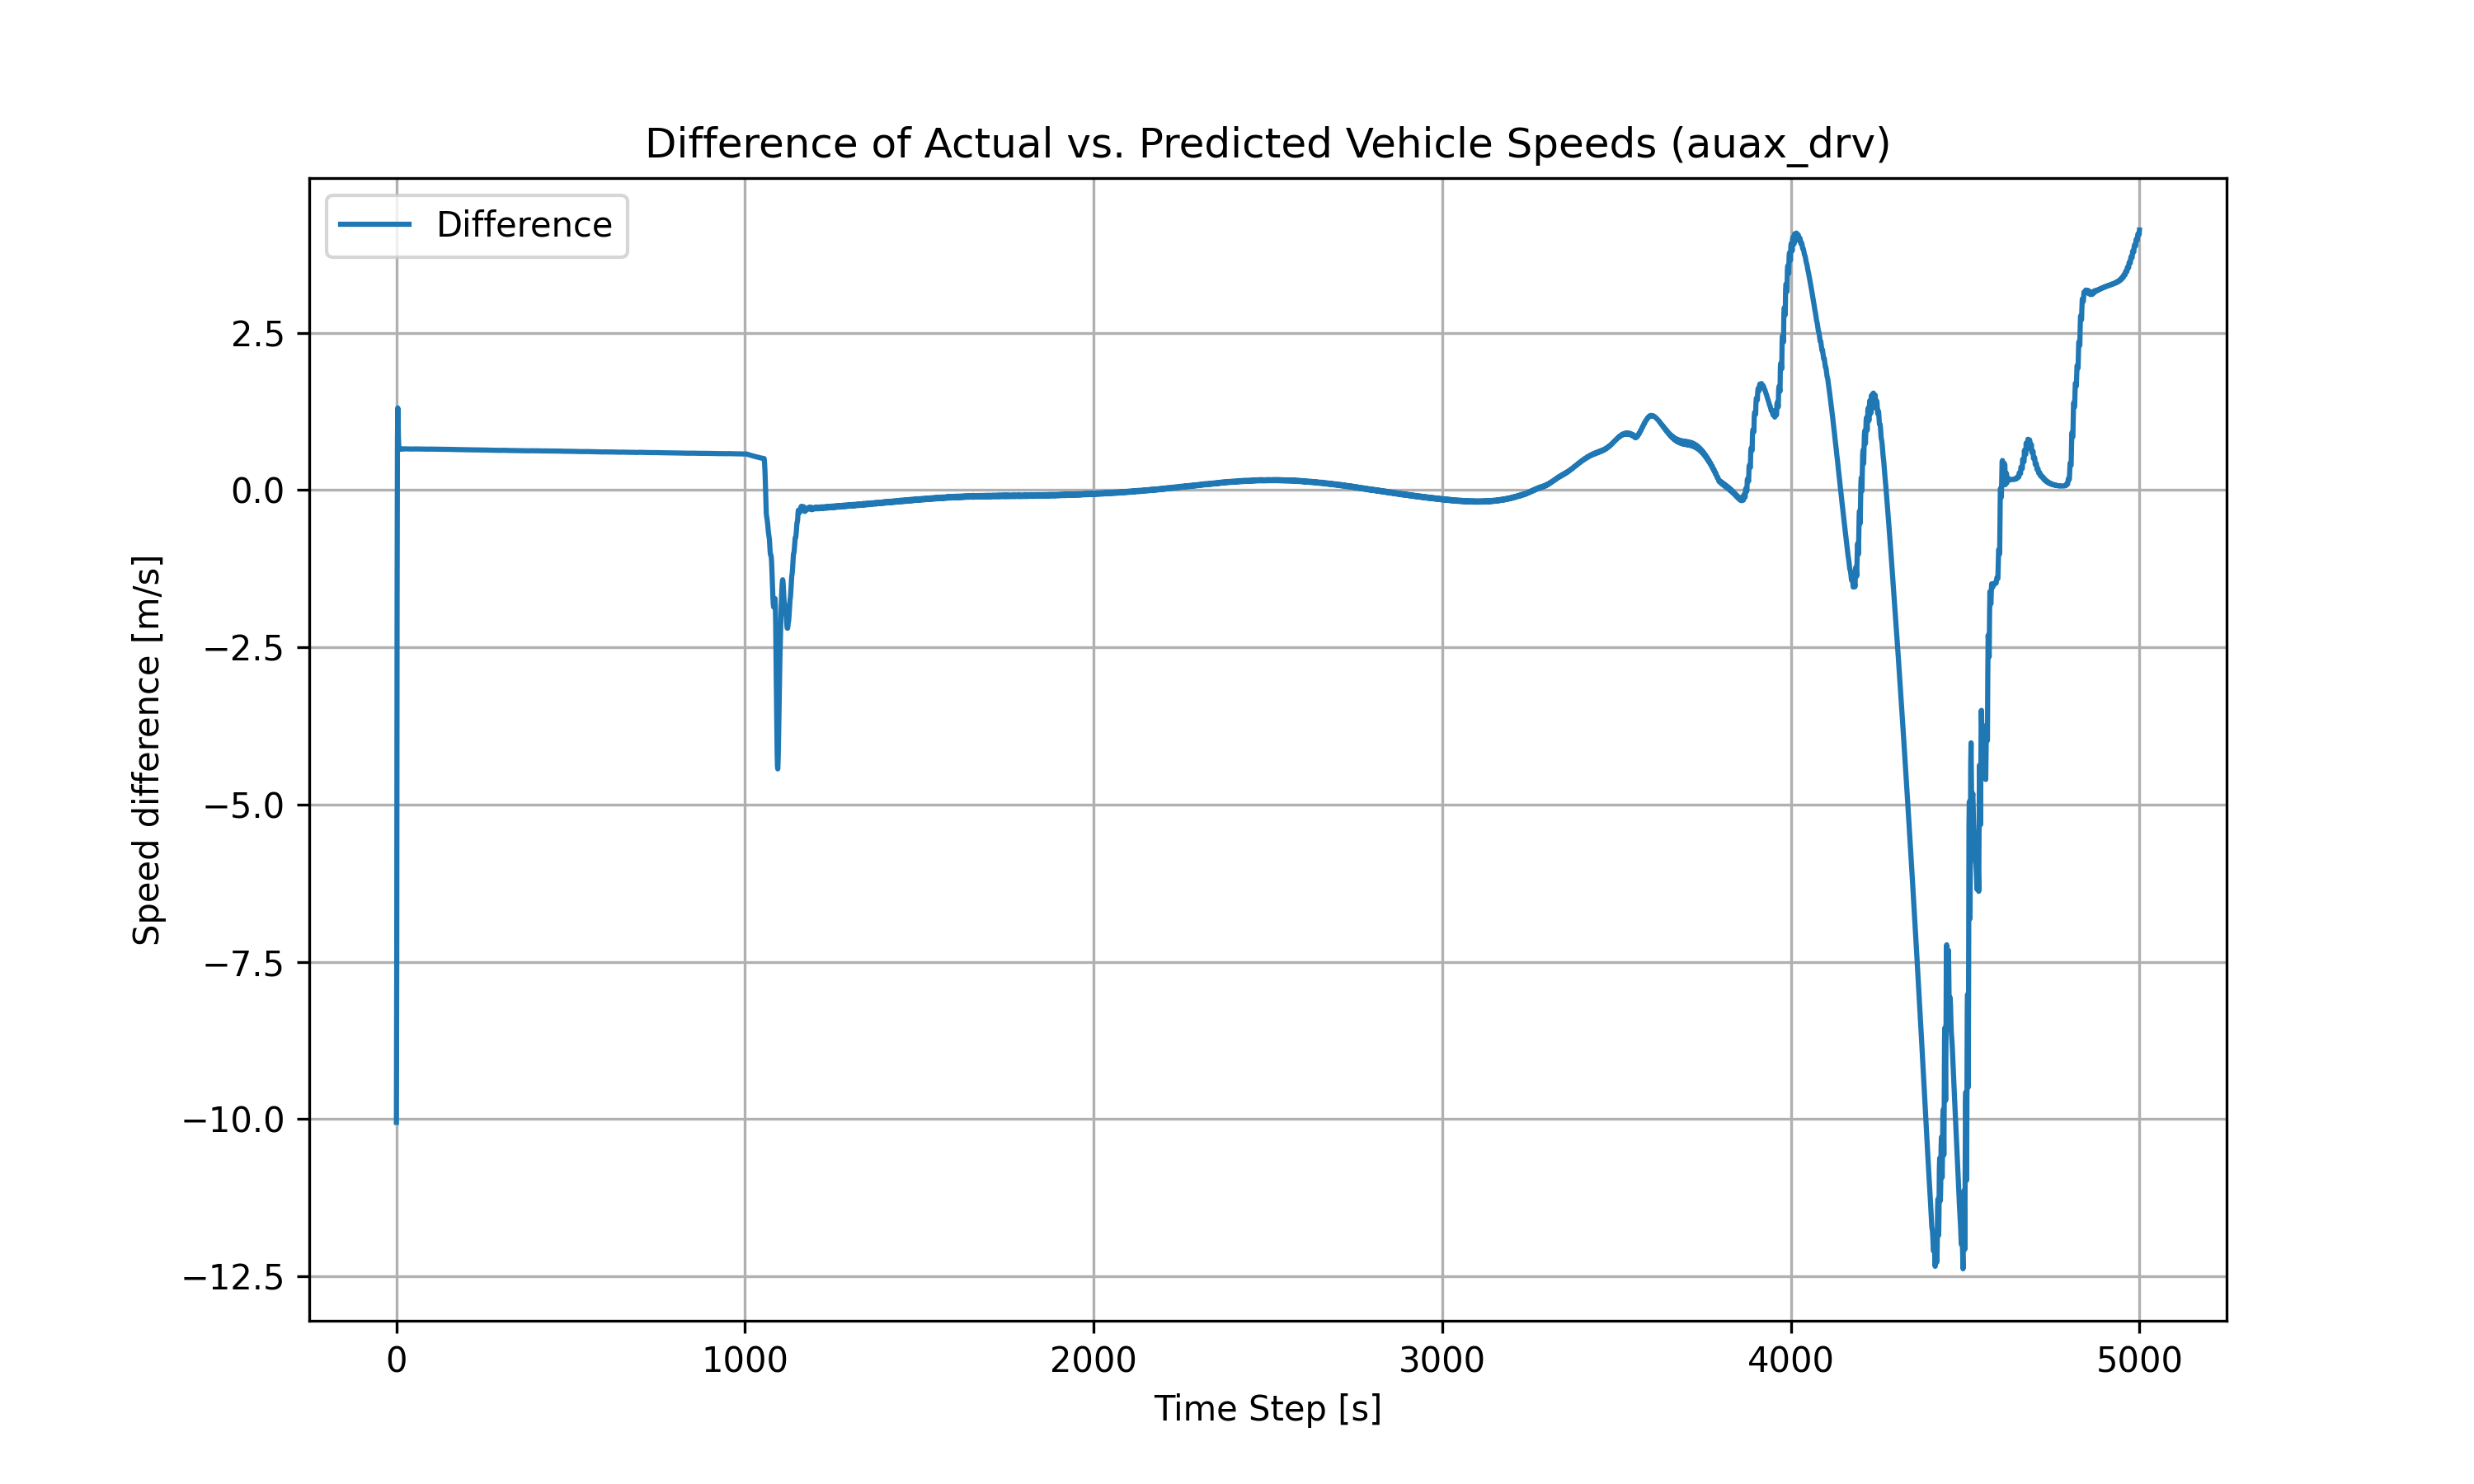 Difference of Actual vs. Predicted Vehicle Speeds (auax_drv)
Difference
Speed difference [m/s]
2.5
0.0
−2.5
−5.0
−7.5
−10.0
−12.5
0 1000 2000 3000 4000 5000
Time Step [s]